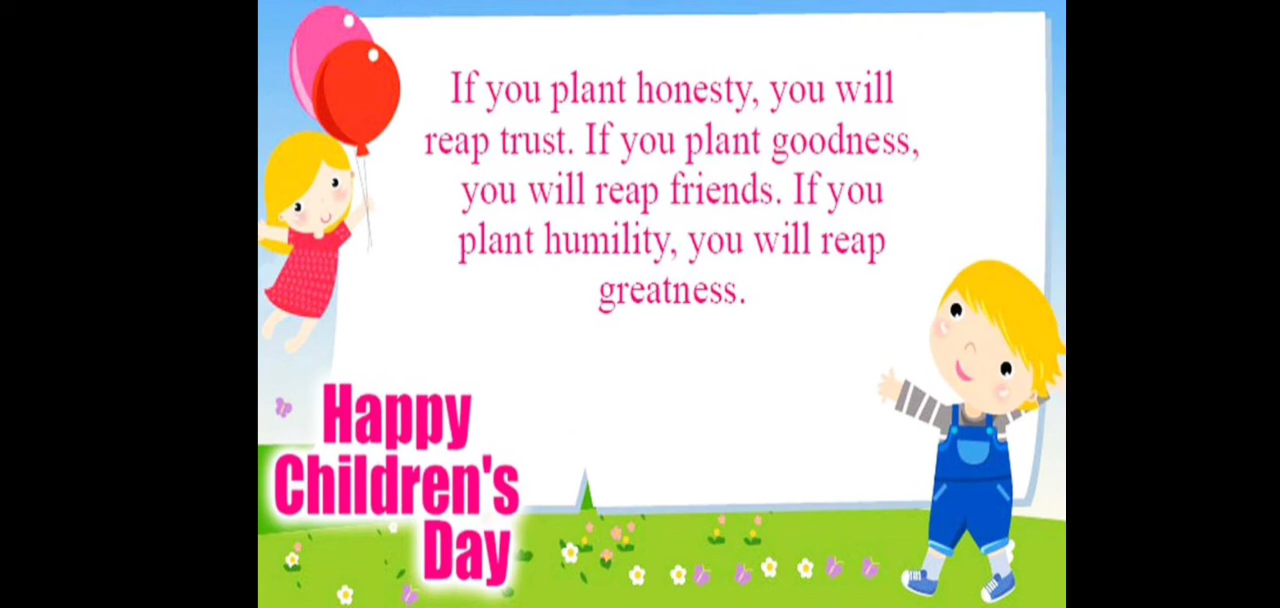 If you plant honesty, you will
reap trust. If you plant goodness,
you will reap friends. If you
plant humility, you will reap
greatness.
Happy
Children's
Day